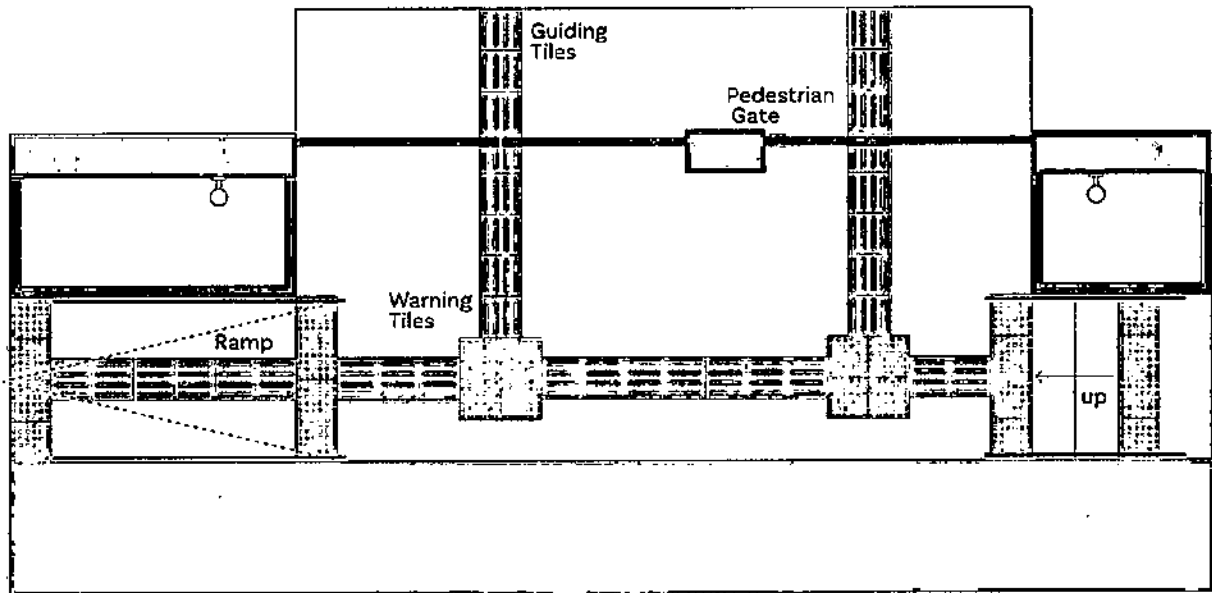 Guiding
Tiles
Pedestrian
Gate
Warning
Tiles
Ramp
up